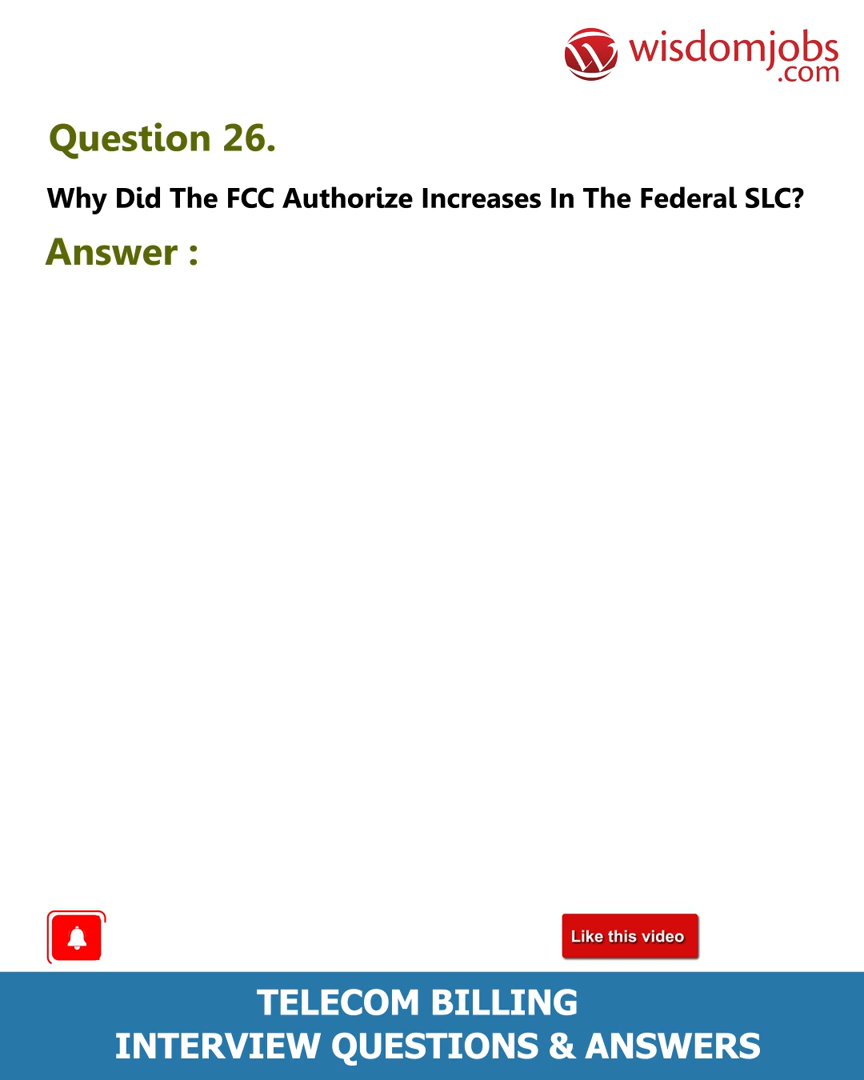 wisdomjobs
.com
Question 26.
Why Did The FCC Authorize Increases In The Federal SLC?
Answer :
Like this video
TELECOM BILLING
INTERVIEW QUESTIONS & ANSWERS